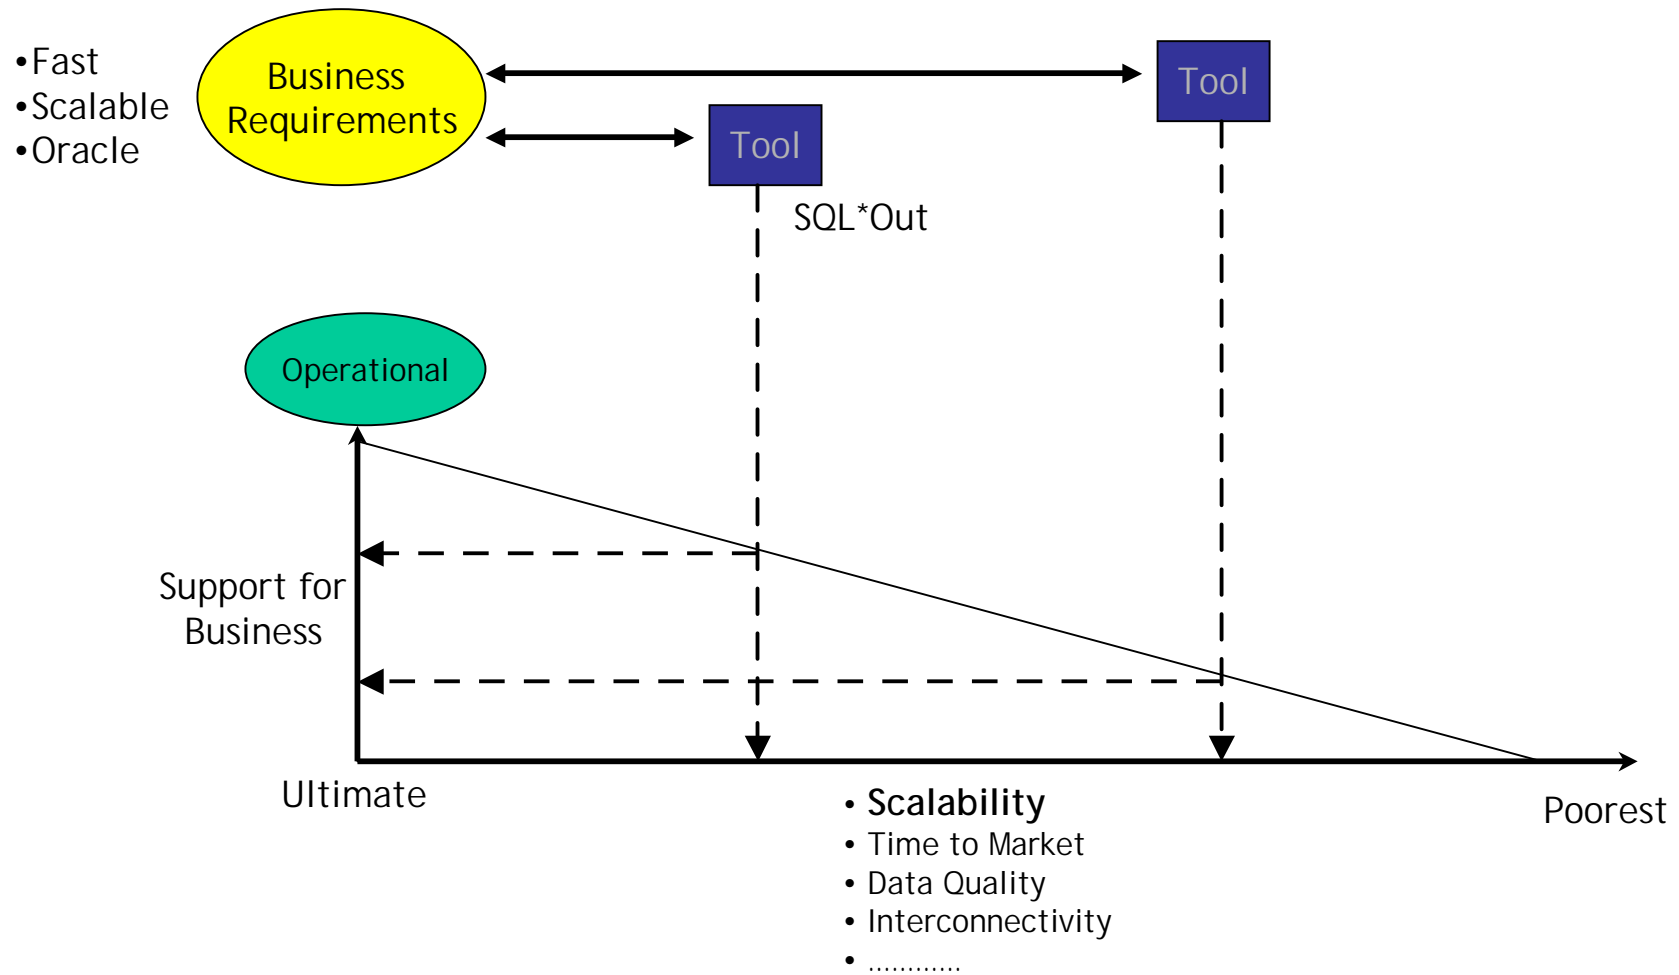 •Fast
•Scalable
•Oracle
Business
Requirements
Tool
Tool
SQL*Out
Operational
Support for
Business
Ultimate
Poorest
• Scalability
• Time to Market
• Data Quality
• Interconnectivity
• ............